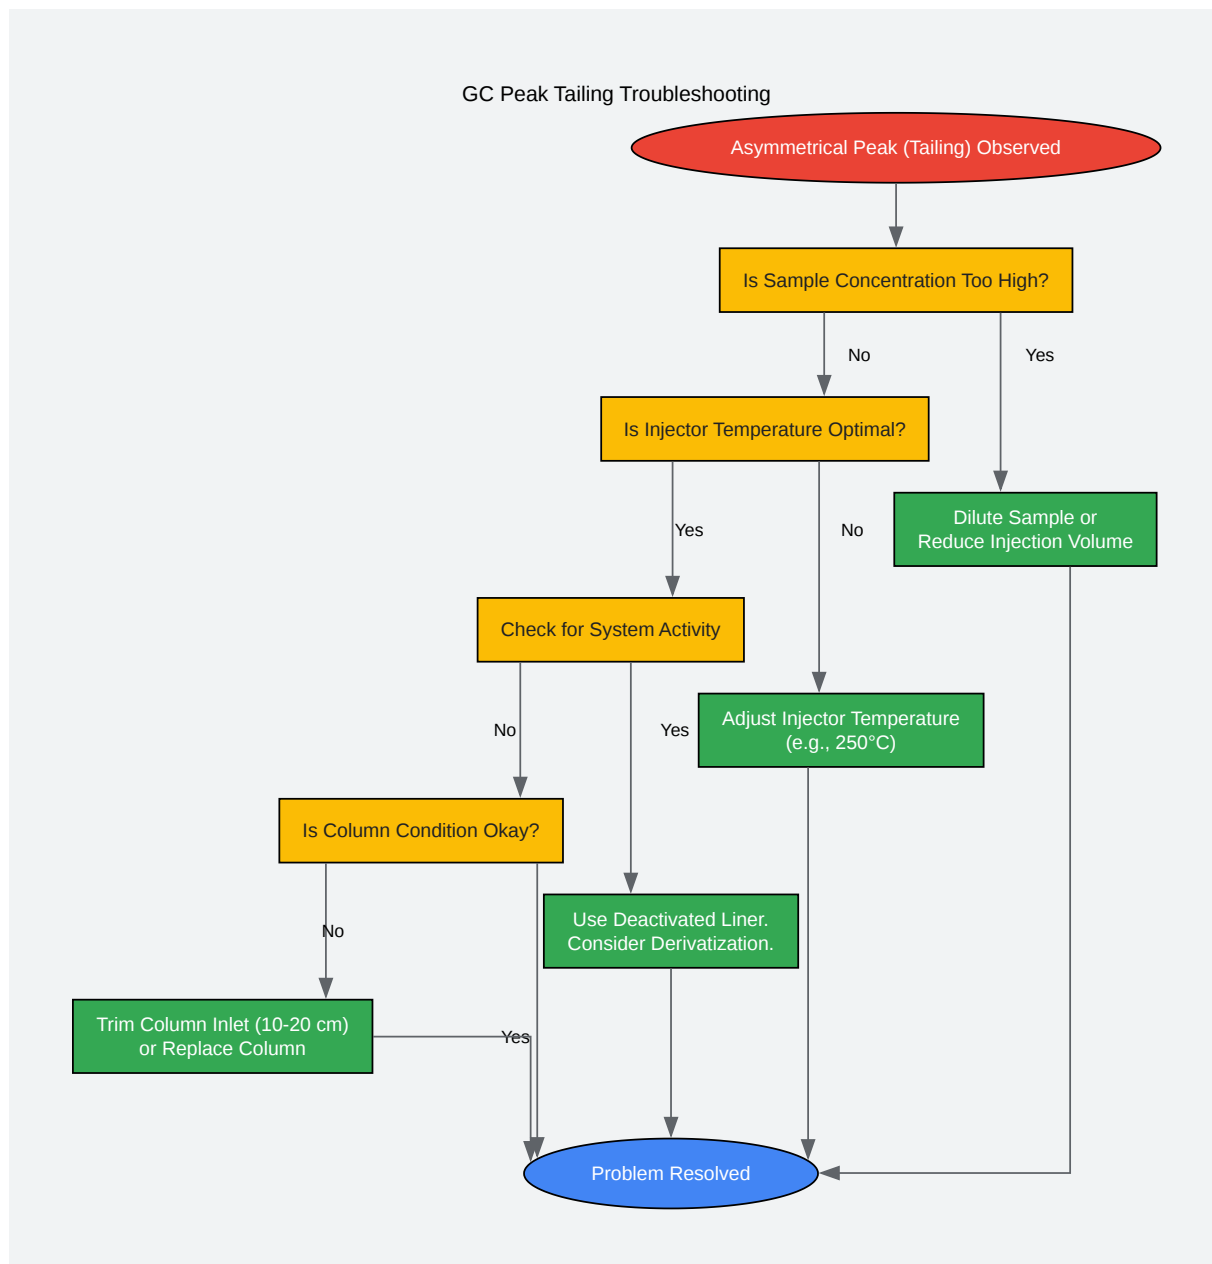 GC Peak Tailing Troubleshooting
Asymmetrical Peak (Tailing) Observed
Is Sample Concentration Too High?
No
Yes
Is Injector Temperature Optimal?
Dilute Sample or
Reduce Injection Volume
Yes
No
Check for System Activity
Adjust Injector Temperature
(e.g., 250°C)
No
Yes
Is Column Condition Okay?
Use Deactivated Liner.
Consider Derivatization.
No
Trim Column Inlet (10-20 cm)
or Replace Column
Yes
Problem Resolved